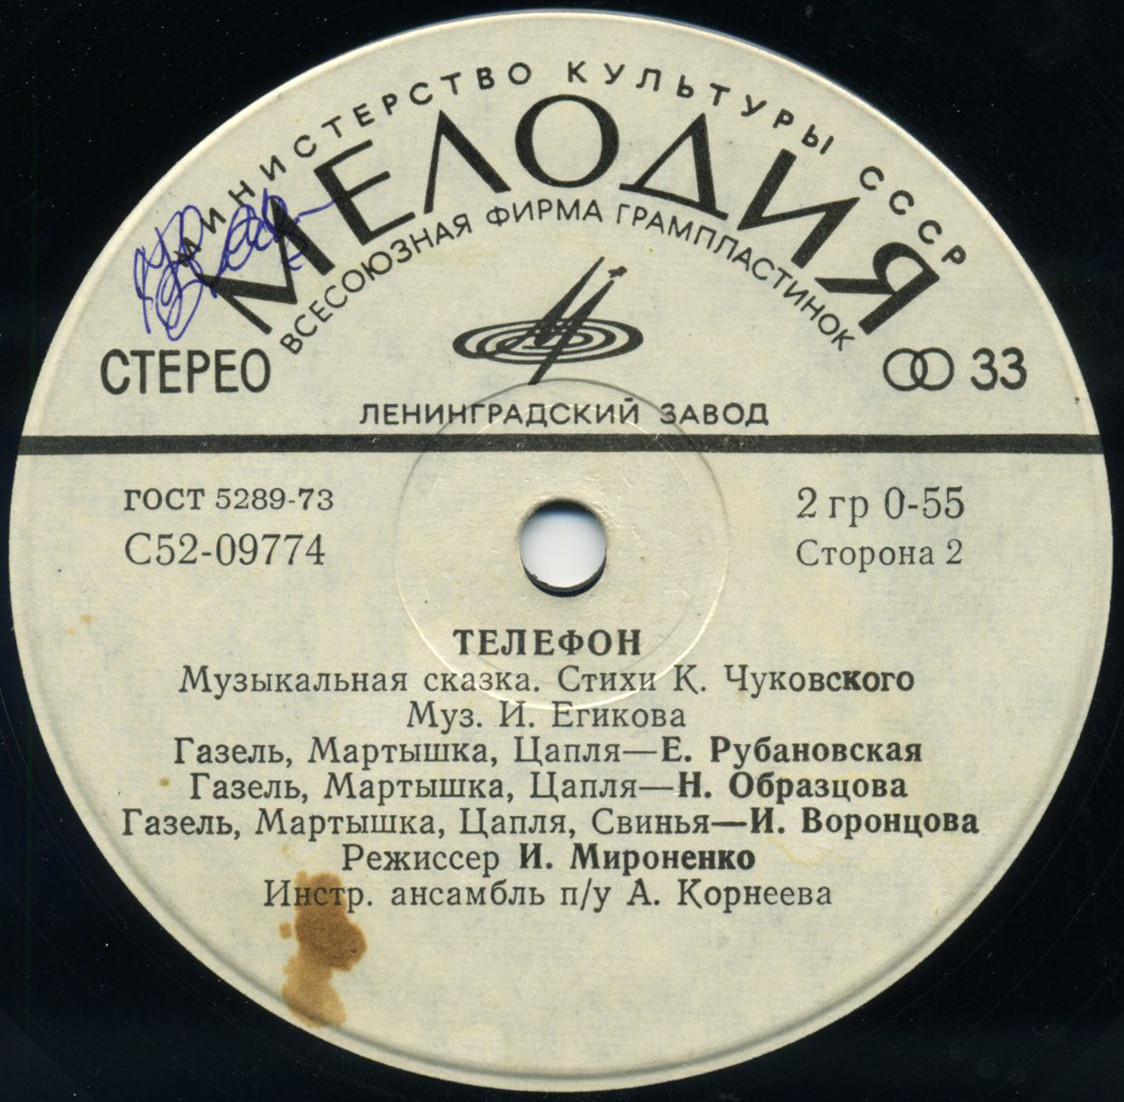 МИНИСТЕРСТВО КУЛЬТУРЫ СССР
МЕЛОДИЯ
ВСЕСОЮЗНАЯ ФИРМА ГРАМПЛАСТИНОК
СТЕРЕО
33
ЛЕНИНГРАДСКИЙ ЗАВОД
ГОСТ 5289-73
2 гр 0-55
С52-09774
Сторона 2
ТЕЛЕФОН
Музыкальная сказка. Стихи К. Чуковского
Муз. И. Егикова
Газель, Мартышка, Цапля—Е. Рубановская
Газель, Мартышка, Цапля—Н. Образцова
Газель, Мартышка, Цапля, Свинья—И. Воронцова
Режиссер И. Мироненко
Инстр. ансамбль п/у А. Корнеева